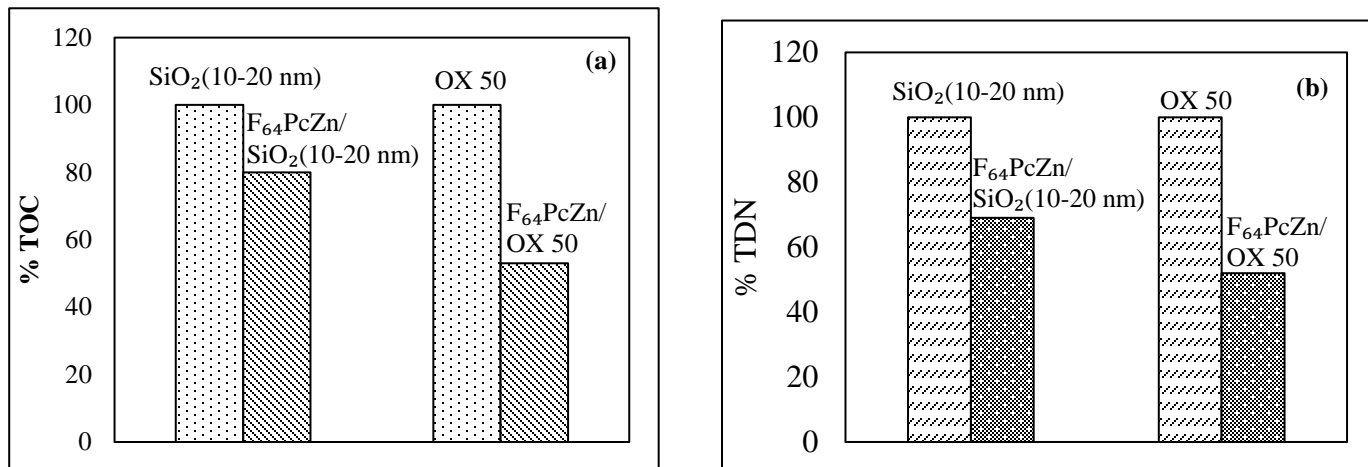 120
100
80
60
40
20
0
% TOC
(a)
SiO₂(10-20 nm)
F₆₄PcZn/
SiO₂(10-20 nm)
OX 50
F₆₄PcZn/
OX 50
120
100
80
60
40
20
0
% TDN
(b)
SiO₂(10-20 nm)
F₆₄PcZn/
SiO₂(10-20 nm)
OX 50
F₆₄PcZn/
OX 50